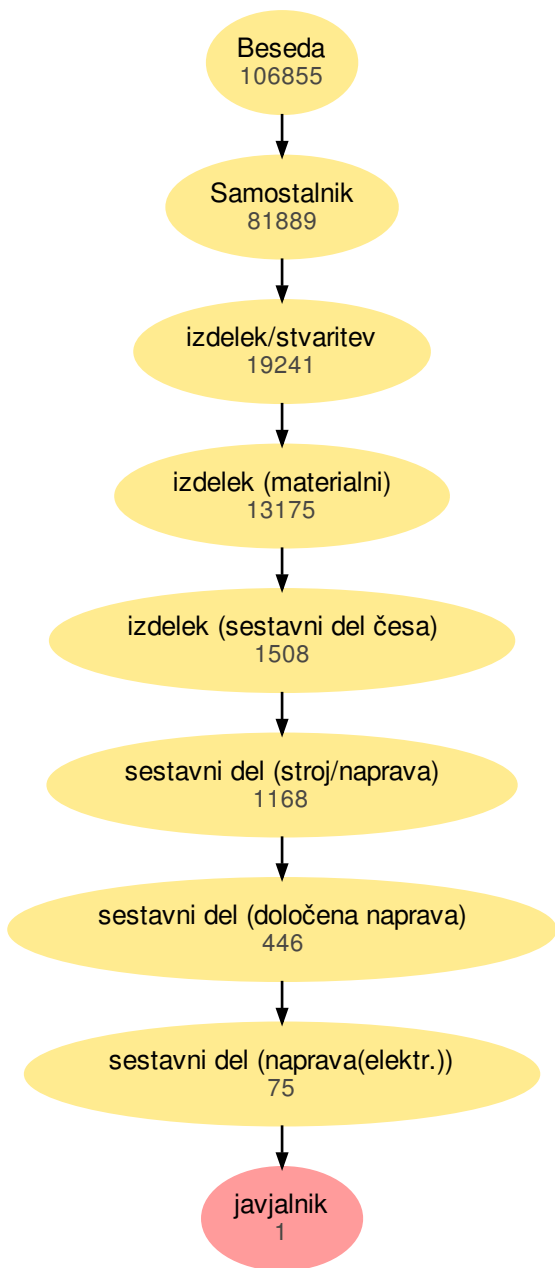 Beseda
106855
Samostalnik
81889
izdelek/stvaritev
19241
izdelek (materialni)
13175
izdelek (sestavni del česa)
1508
sestavni del (stroj/naprava)
1168
sestavni del (določena naprava)
446
sestavni del (naprava(elektr.))
75
javjalnik
1